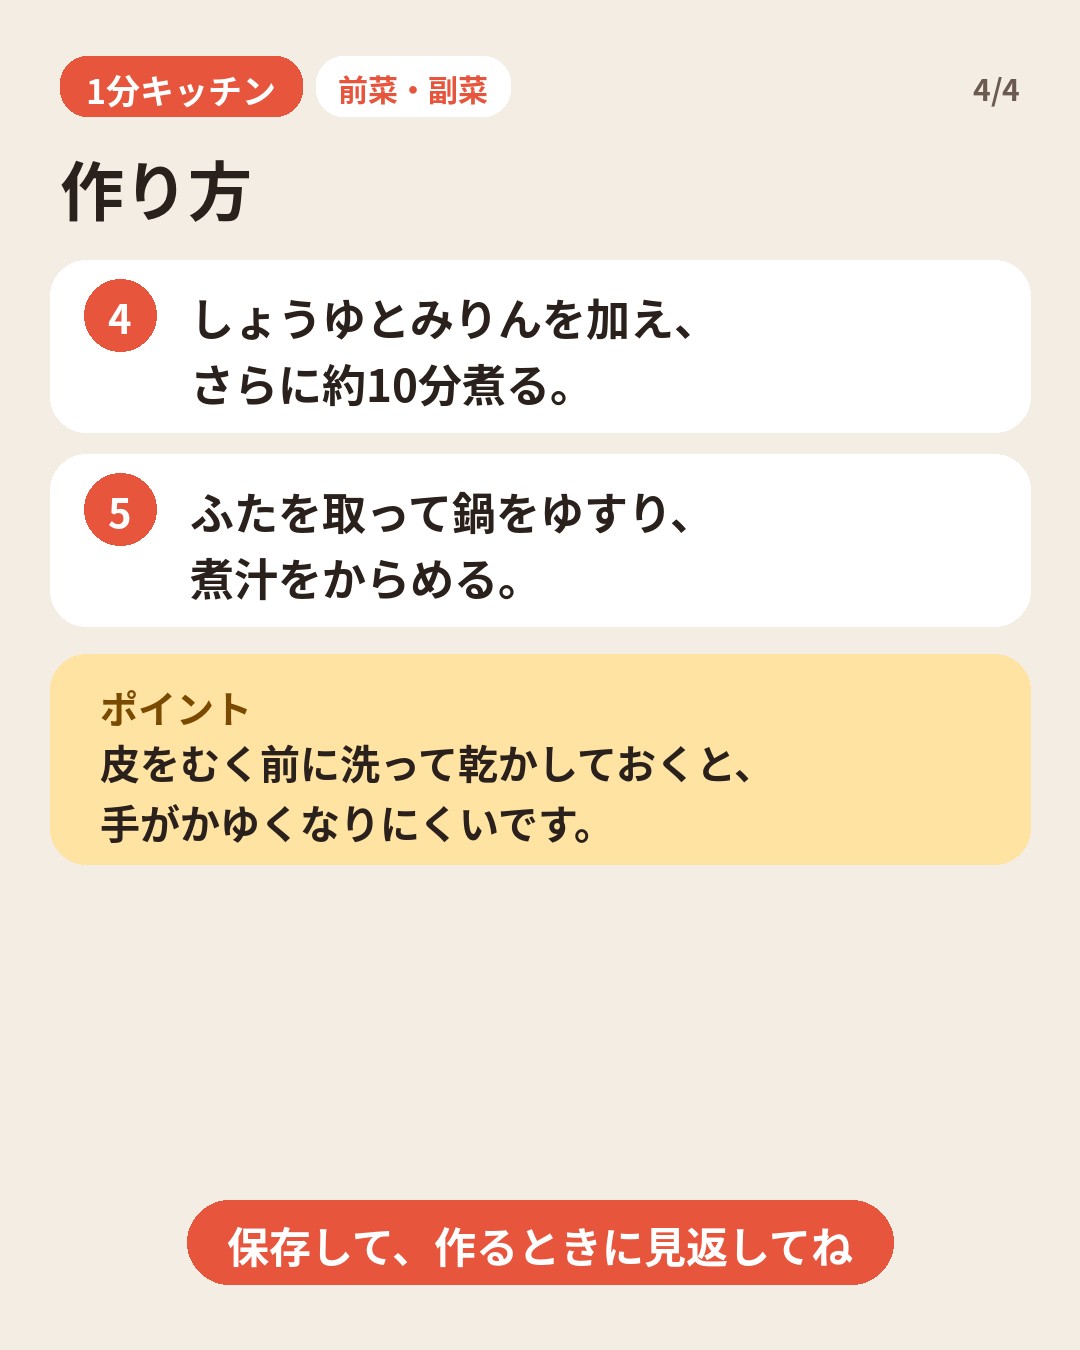 1分キッチン
前菜・副菜
4/4
作り方
4
しょうゆとみりんを加え、
さらに約10分煮る。
5
ふたを取って鍋をゆすり、
煮汁をからめる。
ポイント
皮をむく前に洗って乾かしておくと、
手がかゆくなりにくいです。
保存して、作るときに見返してね